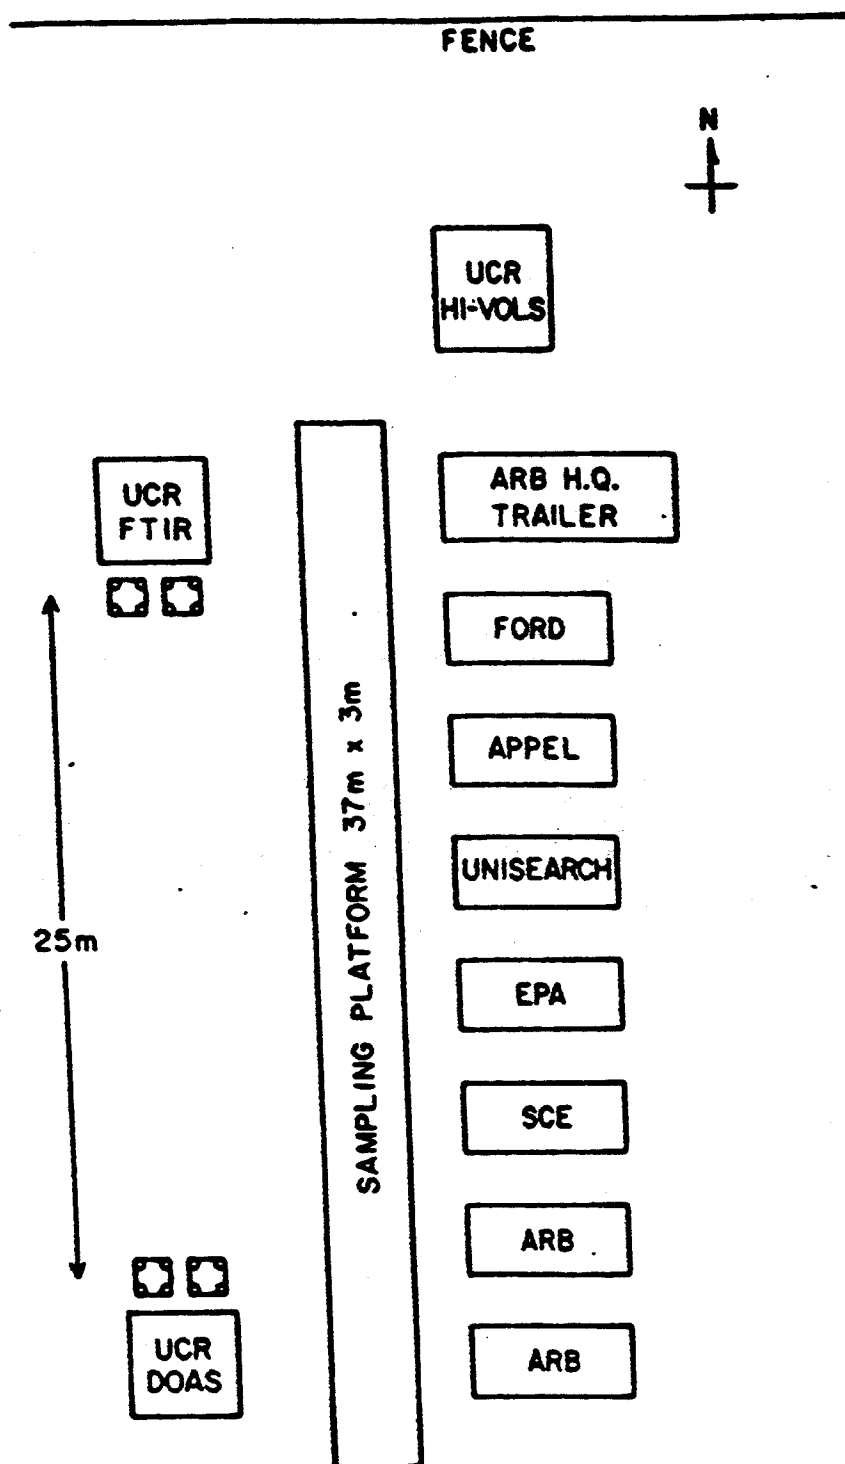 FENCE
N
UCR
HI-VOLS
UCR
FTIR
ARB H.Q.
TRAILER
FORD
APPEL
UNISEARCH
EPA
SCE
ARB
ARB
SAMPLING PLATFORM 37m x 3m
25m
UCR
DOAS